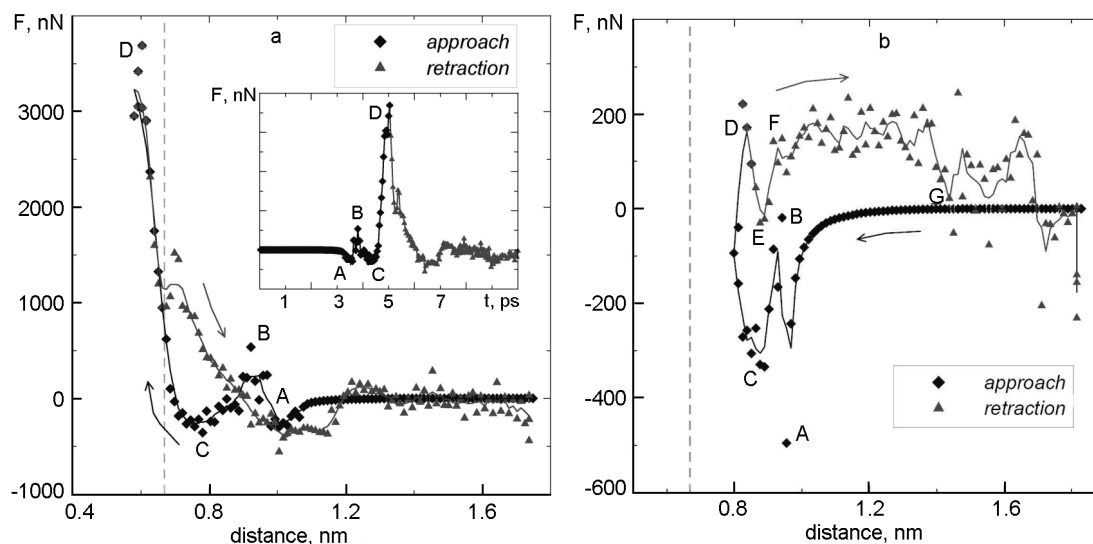 F, nN
a
approach
retraction
3000
2000
1000
0
-1000
0.4
0.8
1.2
1.6
distance, nm
D
B
A
C
F, nN
D
B
A
C
1
3
5
7
t, ps
F, nN
b
200
0
-200
-400
-600
0.8
1.2
1.6
distance, nm
D
F
G
B
E
C
A
approach
retraction